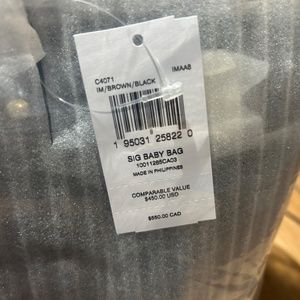 C4071 IMAA8
IM/BROWN/BLACK
1 95031 25822 0
SIG BABY BAG
10011285CA03
MADE IN PHILIPPINES
COMPARABLE VALUE
$450.00 USD
$550.00 CAD